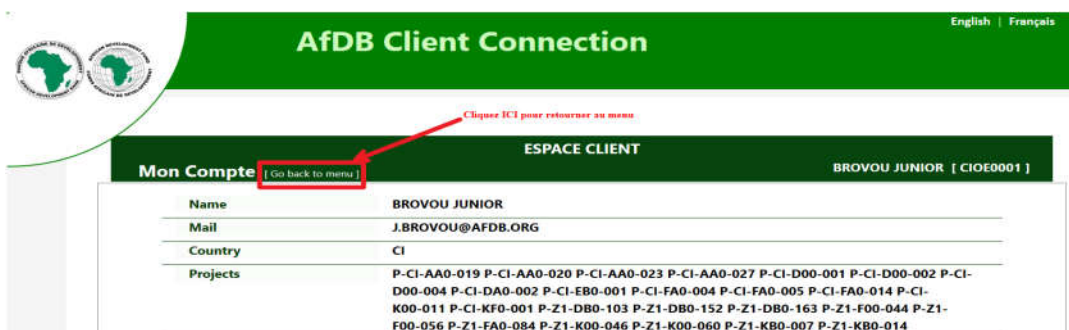 English | Français
AfDB Client Connection
Cliquez ICI pour retourner au menu
ESPACE CLIENT
Mon Compte [ Go back to menu ]
BROVOU JUNIOR [ CIOE0001 ]
Name BROVOU JUNIOR
Mail J.BROVOU@AFDB.ORG
Country CI
Projects P-CI-AA0-019 P-CI-AA0-020 P-CI-AA0-023 P-CI-AA0-027 P-CI-D00-001 P-CI-D00-002 P-CI-
D00-004 P-CI-DA0-002 P-CI-EB0-001 P-CI-FA0-004 P-CI-FA0-005 P-CI-FA0-014 P-CI-
K00-011 P-CI-KF0-001 P-Z1-DB0-103 P-Z1-DB0-152 P-Z1-DB0-163 P-Z1-F00-044 P-Z1-
F00-056 P-Z1-FA0-084 P-Z1-K00-046 P-Z1-K00-060 P-Z1-KB0-007 P-Z1-KB0-014